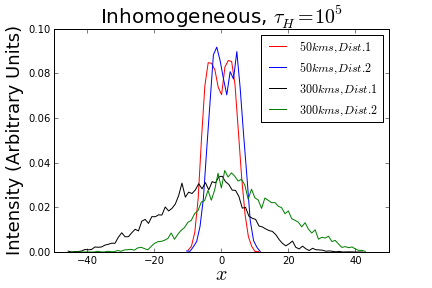 Inhomogeneous, τ_H = 10^5
Intensity (Arbitrary Units)
0.10
0.08
0.06
0.04
0.02
0.00
50kms, Dist.1
50kms, Dist.2
300kms, Dist.1
300kms, Dist.2
−40 −20 0 20 40
x